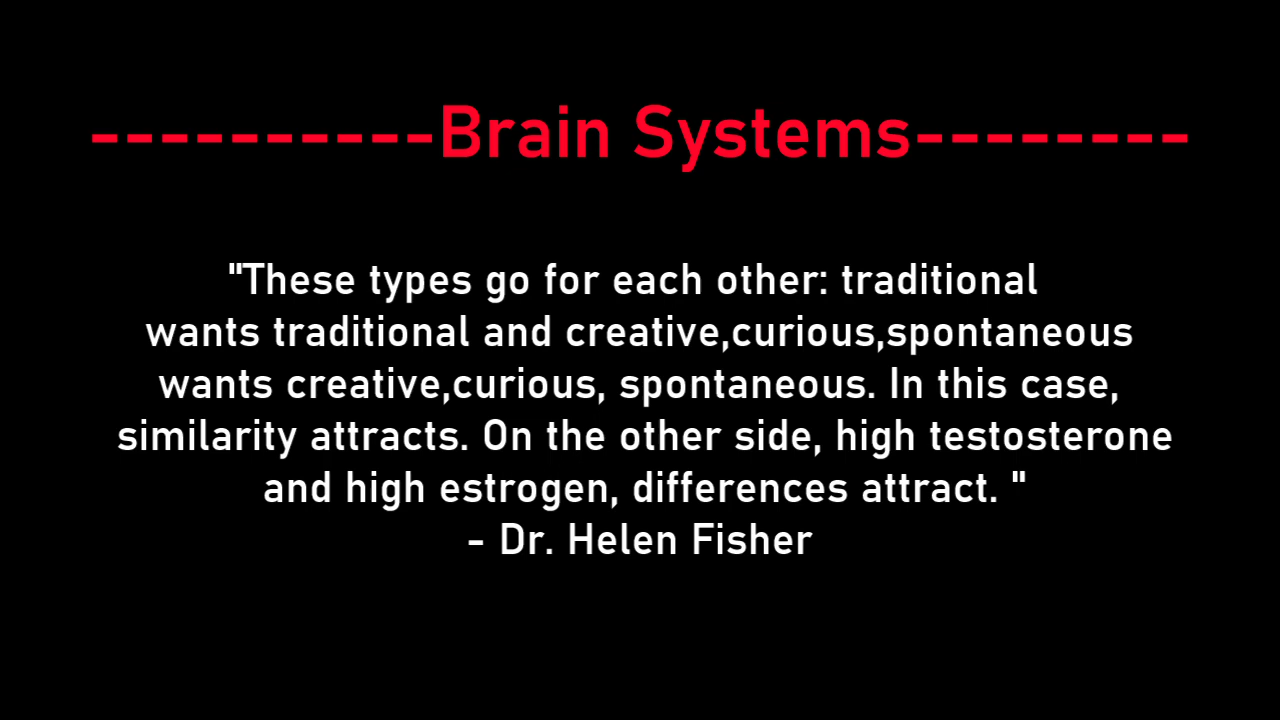 ----------Brain Systems--------
"These types go for each other: traditional
wants traditional and creative,curious,spontaneous
wants creative,curious, spontaneous. In this case,
similarity attracts. On the other side, high testosterone
and high estrogen, differences attract. "
- Dr. Helen Fisher